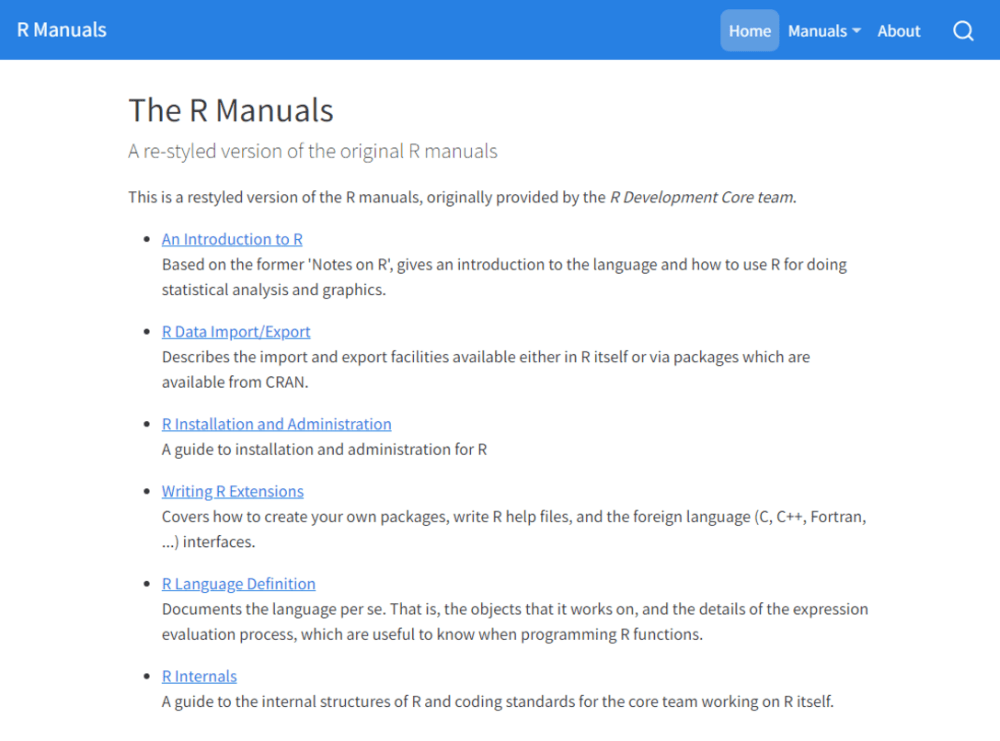 R Manuals
Home Manuals About
The R Manuals
A re-styled version of the original R manuals
This is a restyled version of the R manuals, originally provided by the R Development Core team.
An Introduction to R
Based on the former 'Notes on R', gives an introduction to the language and how to use R for doing
statistical analysis and graphics.
R Data Import/Export
Describes the import and export facilities available either in R itself or via packages which are
available from CRAN.
R Installation and Administration
A guide to installation and administration for R
Writing R Extensions
Covers how to create your own packages, write R help files, and the foreign language (C, C++, Fortran,
...) interfaces.
R Language Definition
Documents the language per se. That is, the objects that it works on, and the details of the expression
evaluation process, which are useful to know when programming R functions.
R Internals
A guide to the internal structures of R and coding standards for the core team working on R itself.